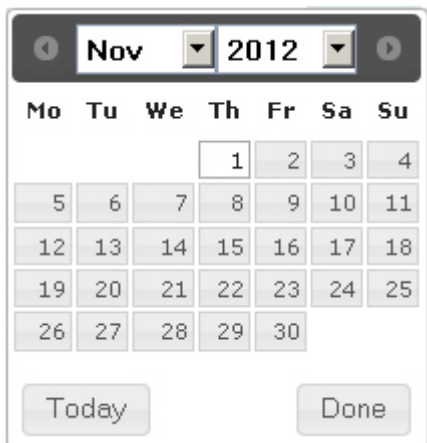 Nov 2012
Mo Tu We Th Fr Sa Su
1 2 3 4
5 6 7 8 9 10 11
12 13 14 15 16 17 18
19 20 21 22 23 24 25
26 27 28 29 30
Today Done